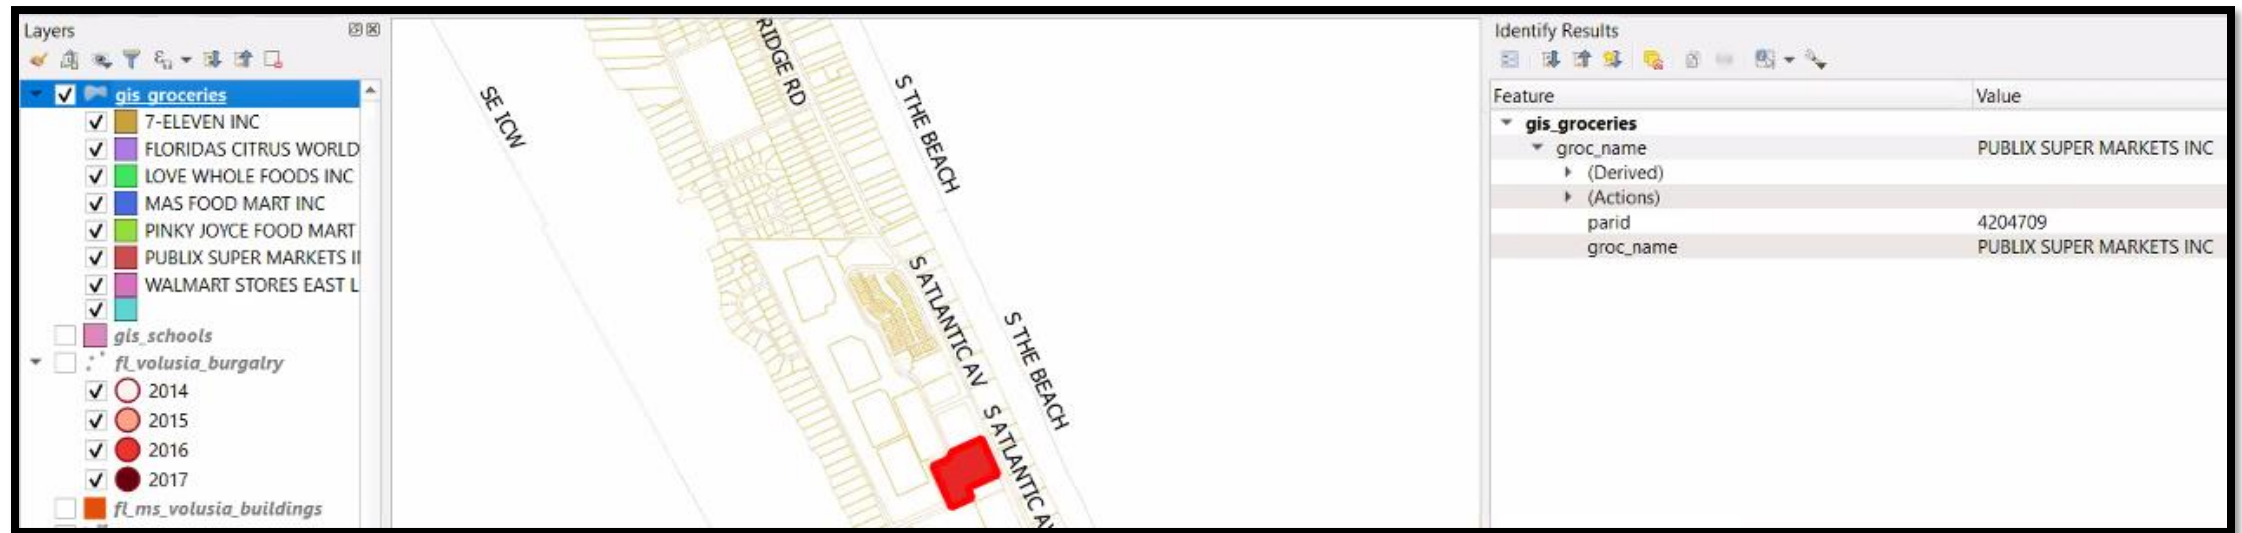 Layers
gis_groceries
7-ELEVEN INC
FLORIDAS CITRUS WORLD
LOVE WHOLE FOODS INC
MAS FOOD MART INC
PINKY JOYCE FOOD MART
PUBLIX SUPER MARKETS I
WALMART STORES EAST L
gis_schools
fl_volusia_burgalry
2014
2015
2016
2017
fl_ms_volusia_buildings
SE ICW
RIDGE RD
S THE BEACH
S ATLANTIC AV
S THE BEACH
S ATLANTIC AV
Identify Results
Feature Value
gis_groceries
groc_name PUBLIX SUPER MARKETS INC
(Derived)
(Actions)
parid 4204709
groc_name PUBLIX SUPER MARKETS INC